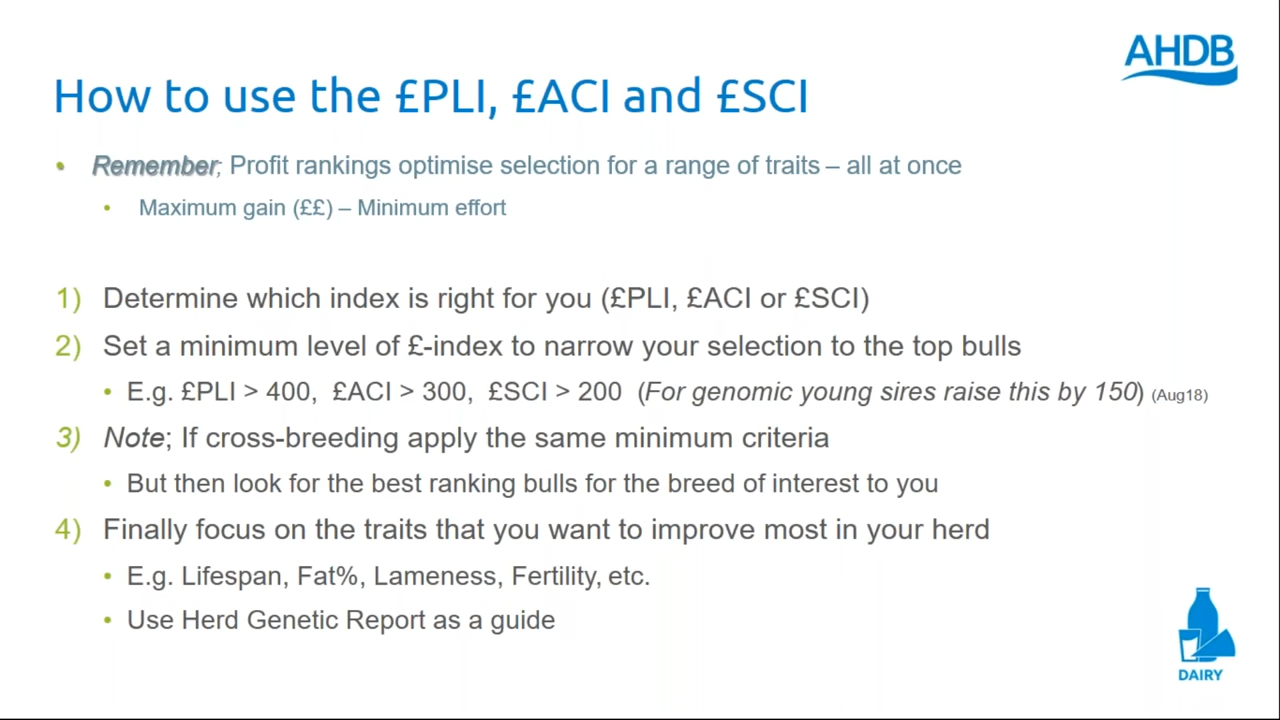 AHDB
How to use the £PLI, £ACI and £SCI
• Remember; Profit rankings optimise selection for a range of traits – all at once
• Maximum gain (££) – Minimum effort
1) Determine which index is right for you (£PLI, £ACI or £SCI)
2) Set a minimum level of £-index to narrow your selection to the top bulls
• E.g. £PLI > 400, £ACI > 300, £SCI > 200 (For genomic young sires raise this by 150) (Aug18)
3) Note; If cross-breeding apply the same minimum criteria
• But then look for the best ranking bulls for the breed of interest to you
4) Finally focus on the traits that you want to improve most in your herd
• E.g. Lifespan, Fat%, Lameness, Fertility, etc.
• Use Herd Genetic Report as a guide
DAIRY